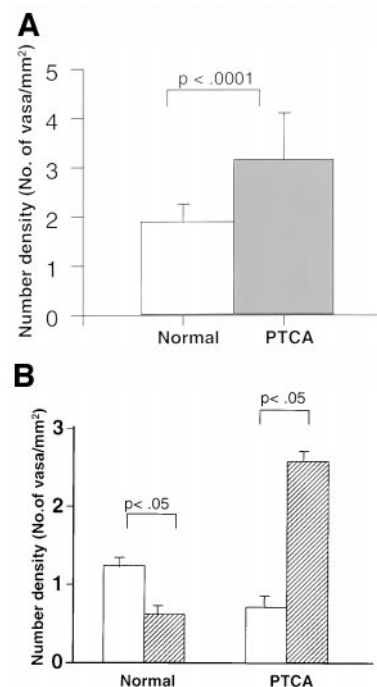 A
p < .0001
Number density (No. of vasa/mm²)
5
4
3
2
1
0
Normal PTCA
B
p< .05
p< .05
Number density (No.of vasa/mm²)
3
2
1
0
Normal PTCA